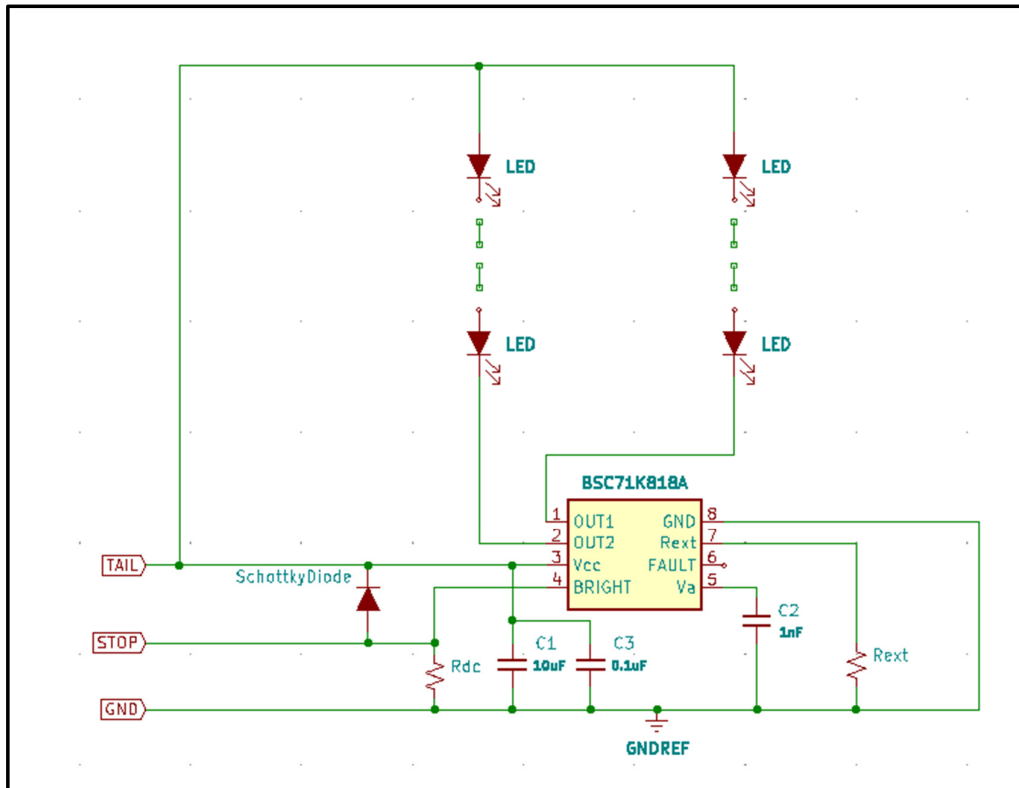 LED
LED
LED
LED
BSC71K818A
1 OUT1 GND 8
2 OUT2 Rext 7
3 Vcc FAULT 6
4 BRIGHT Va 5
TAIL
SchottkyDiode
STOP
GND
Rdc
C1
10uF
C3
0.1uF
C2
1nF
Rext
GNDREF